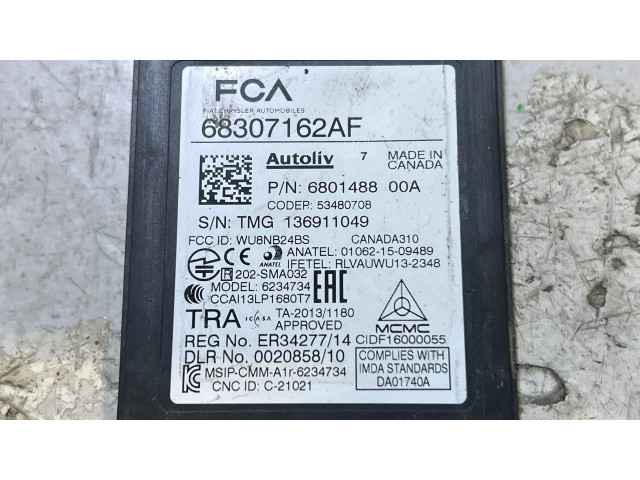 FCA
FIAT CHRYSLER AUTOMOBILES
68307162AF
Autoliv 7 MADE IN CANADA
P/N: 6801488 00A
CODEP: 53480708
S/N: TMG 136911049
FCC ID: WU8NB24BS CANADA310
ANATEL ANATEL: 01062-15-09489
IFETEL: RLVAUWU13-2348
R 202-SMA032
MODEL: 6234734
CCAI13LP1680T7
EAC
TRA ICASA TA-2013/1180 APPROVED
MCMC
REG No. ER34277/14 CIDF16000055
DLR No. 0020858/10
COMPLIES WITH IMDA STANDARDS DA01740A
MSIP-CMM-A1r-6234734
CNC ID: C-21021